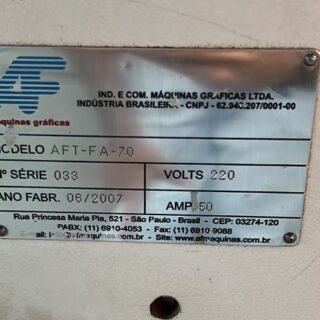 AF
máquinas gráficas
IND. E COM. MÁQUINAS GRÁFICAS LTDA.
INDÚSTRIA BRASILEIRA - CNPJ - 62.940.207/0001-00
MODELO AFT-FA-70
Nº SÉRIE 033
VOLTS 220
ANO FABR. 06/2007
AMP 50
Rua Princesa Maria Pia, 521 - São Paulo - Brasil - CEP: 03274-120
PABX: (11) 6910-4053 - Fax: (11) 6910-9088
Site: www.afmaquinas.com.br